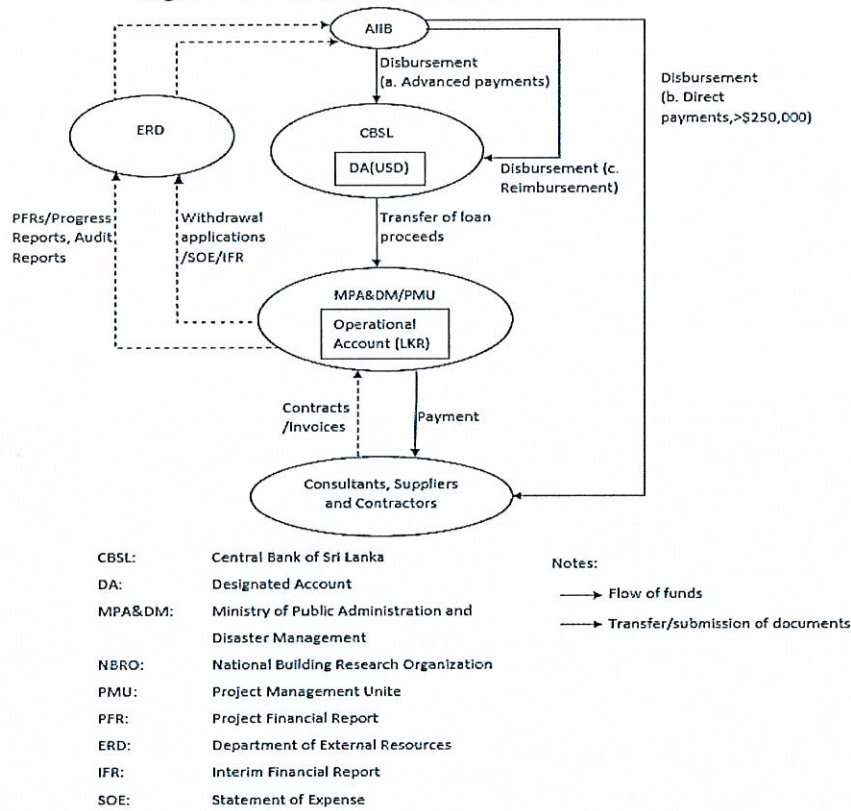 AIIB
Disbursement
(a. Advanced payments)
Disbursement
(b. Direct
payments,>$250,000)
ERD
CBSL
DA(USD)
Disbursement (c.
Reimbursement)
PFRs/Progress
Reports, Audit
Reports
Withdrawal
applications
/SOE/IFR
Transfer of loan
proceeds
MPA&DM/PMU
Operational
Account (LKR)
Contracts
/Invoices
Payment
Consultants, Suppliers
and Contractors
CBSL: Central Bank of Sri Lanka
DA: Designated Account
MPA&DM: Ministry of Public Administration and
Disaster Management
NBRO: National Building Research Organization
PMU: Project Management Unite
PFR: Project Financial Report
ERD: Department of External Resources
IFR: Interim Financial Report
SOE: Statement of Expense
Notes:
Flow of funds
Transfer/submission of documents